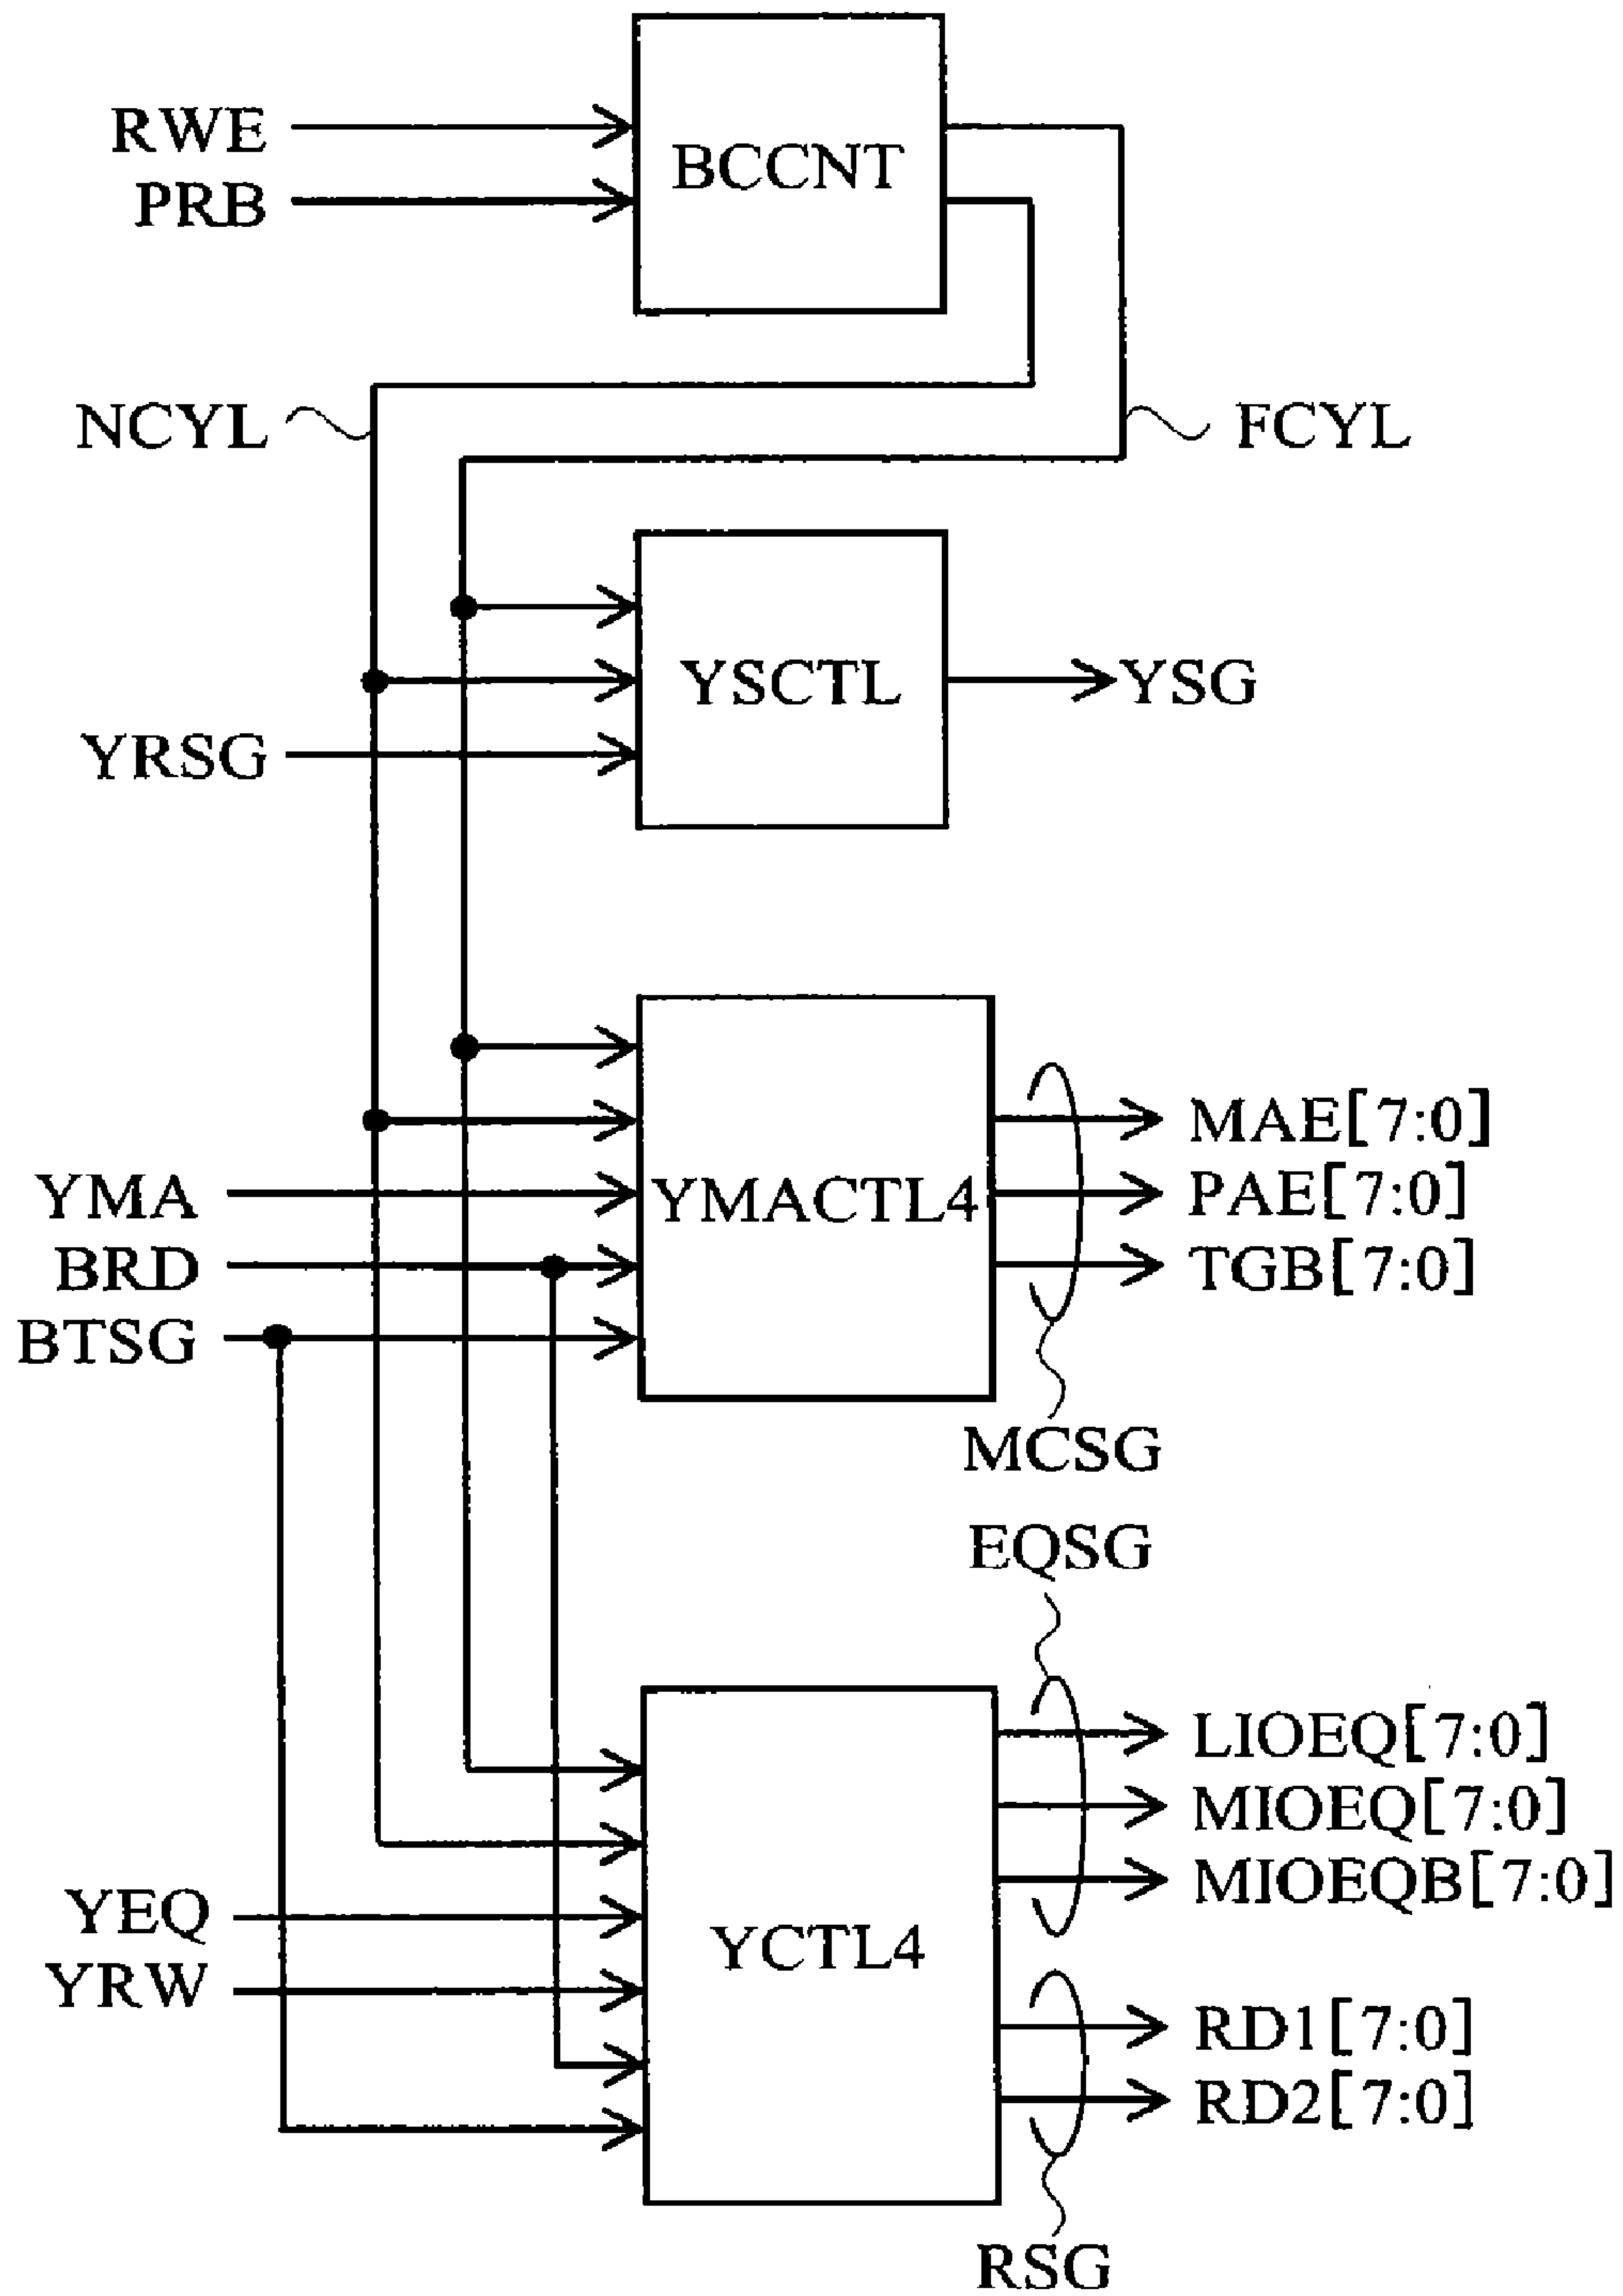 RWE
PRB
BCCNT
NCYL
FCYL
YSCTL
YSG
YRSG
MAE[7:0]
YMA
YMACTL4
PAE[7:0]
BRD
TGB[7:0]
BTSG
MCSG
EQSG
LIOEQ[7:0]
MIOEQ[7:0]
MIOEQB[7:0]
YEQ
YCTL4
YRW
RD1[7:0]
RD2[7:0]
RSG